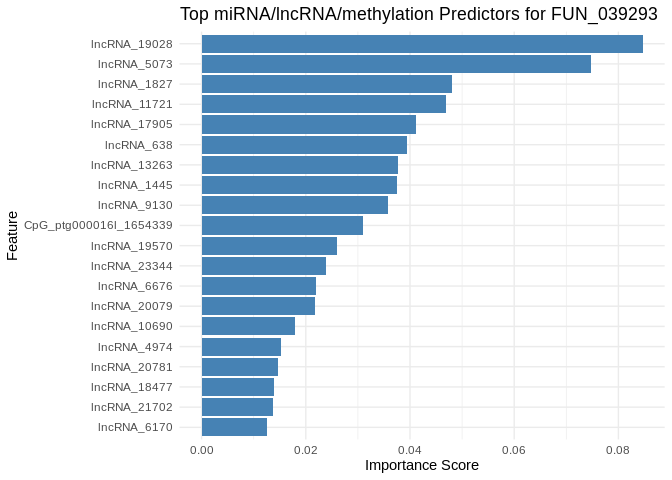 Top miRNA/lncRNA/methylation Predictors for FUN_039293
Feature
lncRNA_19028
lncRNA_5073
lncRNA_1827
lncRNA_11721
lncRNA_17905
lncRNA_638
lncRNA_13263
lncRNA_1445
lncRNA_9130
CpG_ptg000016l_1654339
lncRNA_19570
lncRNA_23344
lncRNA_6676
lncRNA_20079
lncRNA_10690
lncRNA_4974
lncRNA_20781
lncRNA_18477
lncRNA_21702
lncRNA_6170
0.00 0.02 0.04 0.06 0.08
Importance Score